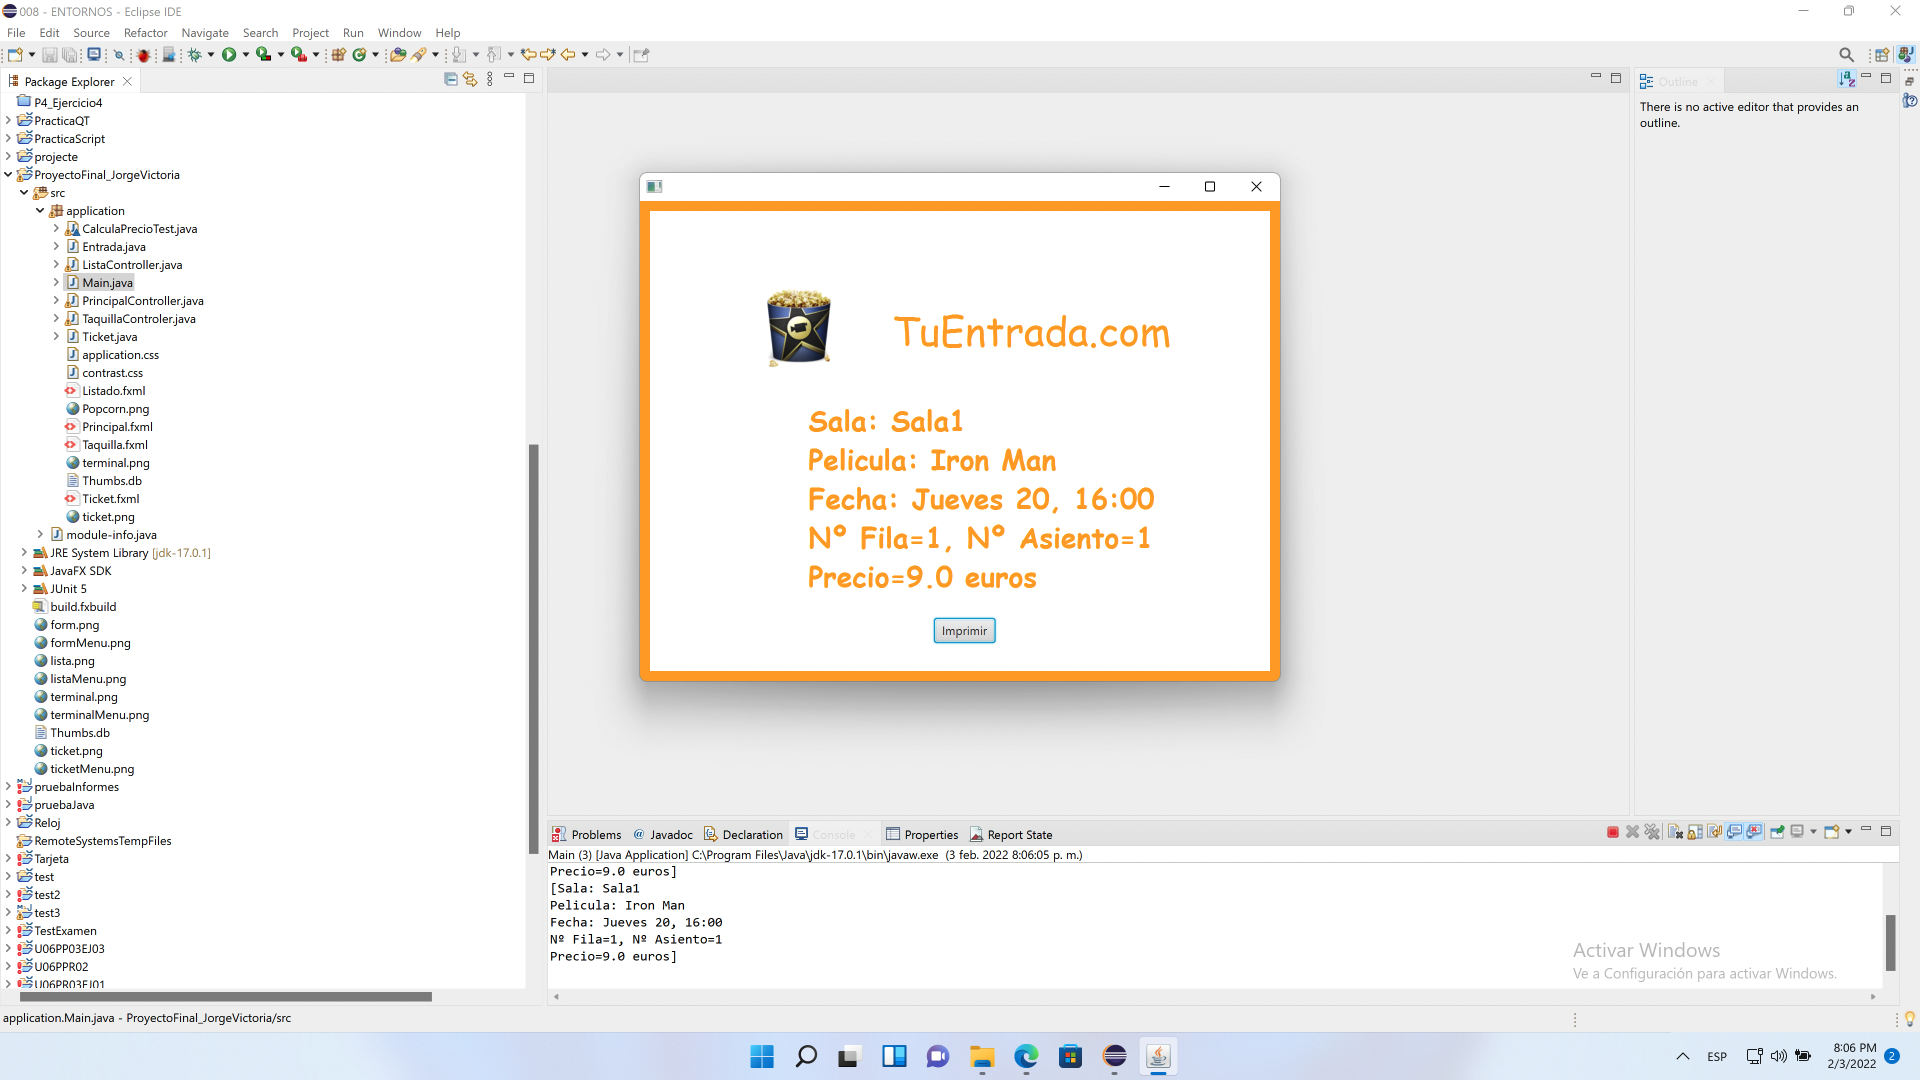 008 - ENTORNOS - Eclipse IDE
File Edit Source Refactor Navigate Search Project Run Window Help
Package Explorer
P4_Ejercicio4
PracticaQT
PracticaScript
projecte
ProyectoFinal_JorgeVictoria
src
application
CalculaPrecioTest.java
Entrada.java
ListaController.java
Main.java
PrincipalController.java
TaquillaControler.java
Ticket.java
application.css
contrast.css
Listado.fxml
Popcorn.png
Principal.fxml
Taquilla.fxml
terminal.png
Thumbs.db
Ticket.fxml
ticket.png
module-info.java
JRE System Library [jdk-17.0.1]
JavaFX SDK
JUnit 5
build.fxbuild
form.png
formMenu.png
lista.png
listaMenu.png
terminal.png
terminalMenu.png
Thumbs.db
ticket.png
ticketMenu.png
pruebaInformes
pruebaJava
Reloj
RemoteSystemsTempFiles
Tarjeta
test
test2
test3
TestExamen
U06PP03EJ03
U06PPR02
U06PR03EJ01
TuEntrada.com
Sala: Sala1
Pelicula: Iron Man
Fecha: Jueves 20, 16:00
Nº Fila=1, Nº Asiento=1
Precio=9.0 euros
Imprimir
Outline
There is no active editor that provides an
outline.
Problems Javadoc Declaration Console Properties Report State
Main (3) [Java Application] C:\Program Files\Java\jdk-17.0.1\bin\javaw.exe (3 feb. 2022 8:06:05 p. m.)
Precio=9.0 euros]
[Sala: Sala1
Pelicula: Iron Man
Fecha: Jueves 20, 16:00
Nº Fila=1, Nº Asiento=1
Precio=9.0 euros]
Activar Windows
Ve a Configuración para activar Windows.
application.Main.java - ProyectoFinal_JorgeVictoria/src
ESP
8:06 PM
2/3/2022
2